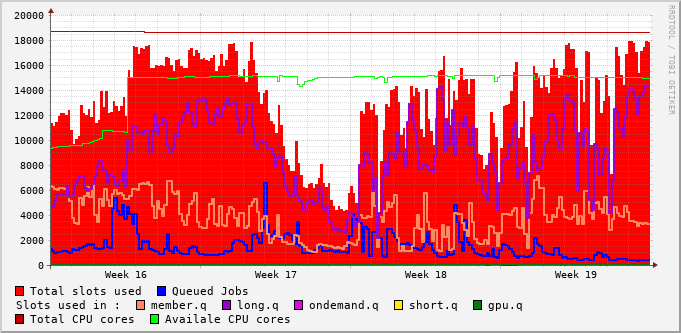 20000
18000
16000
14000
12000
10000
8000
6000
4000
2000
0
Week 16 Week 17 Week 18 Week 19
RRDTOOL / TOBI OETIKER
Total slots used Queued Jobs
Slots used in : member.q long.q ondemand.q short.q gpu.q
Total CPU cores Availale CPU cores